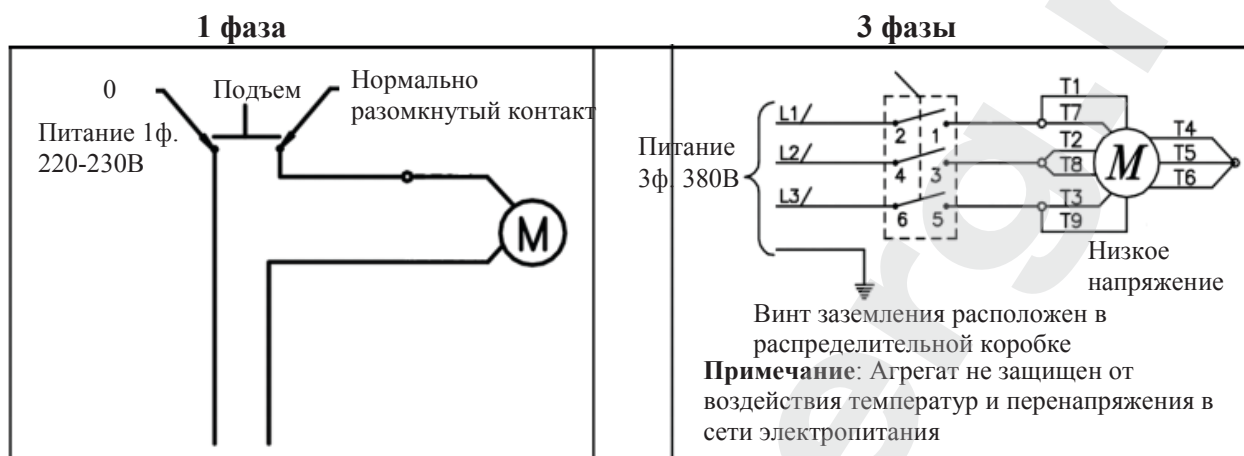 1 фаза
3 фазы
0
Подъем
Нормально
разомкнутый контакт
Питание 1ф.
220-230В
M
Питание
3ф. 380В
L1/
L2/
L3/
2
1
4
3
6
5
T1
T7
T2
T8
T3
T9
M
T4
T5
T6
Низкое
напряжение
Винт заземления расположен в
распределительной коробке
Примечание: Агрегат не защищен от
воздействия температур и перенапряжения в
сети электропитания